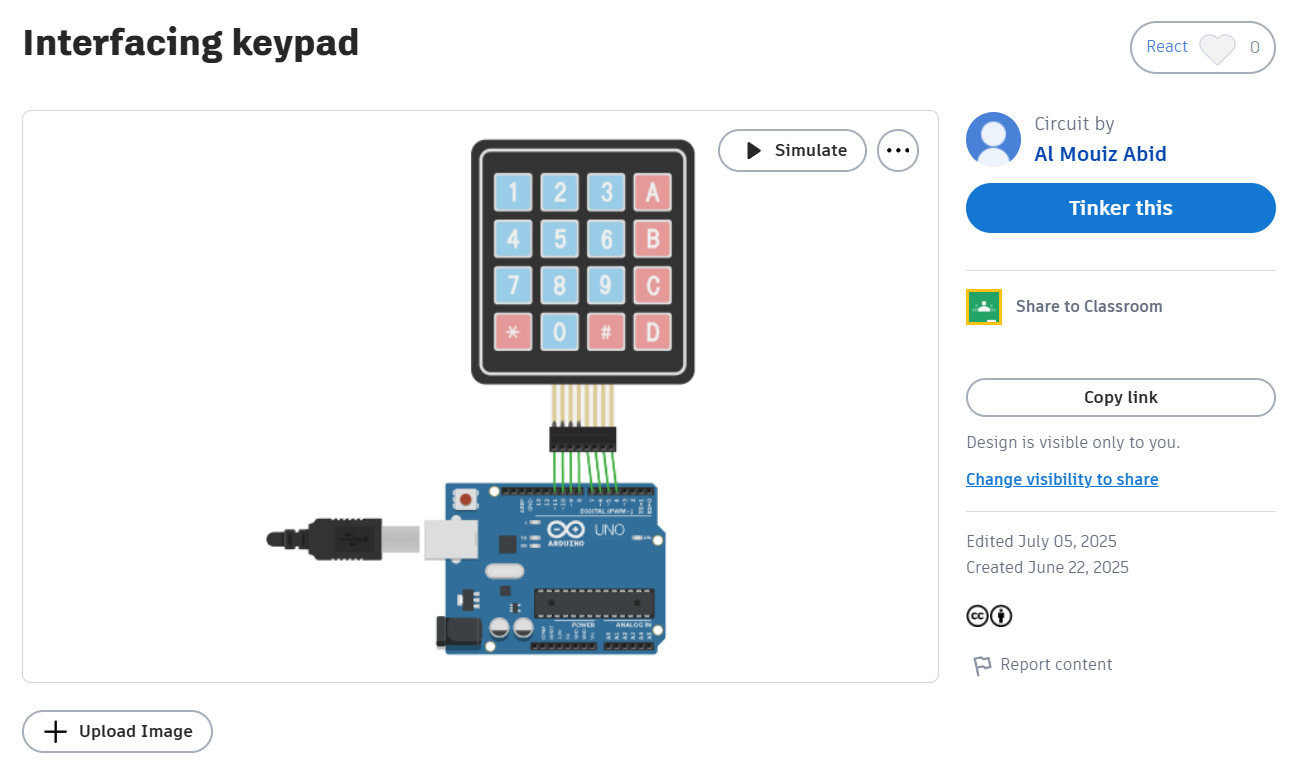 Interfacing keypad
React 0
Simulate
Circuit by
Al Mouiz Abid
Tinker this
Share to Classroom
Copy link
Design is visible only to you.
Change visibility to share
Edited July 05, 2025
Created June 22, 2025
cc
Report content
1 2 3 A
4 5 6 B
7 8 9 C
* 0 # D
DIGITAL (PWM~)
UNO
ARDUINO
POWER
ANALOG IN
Upload Image